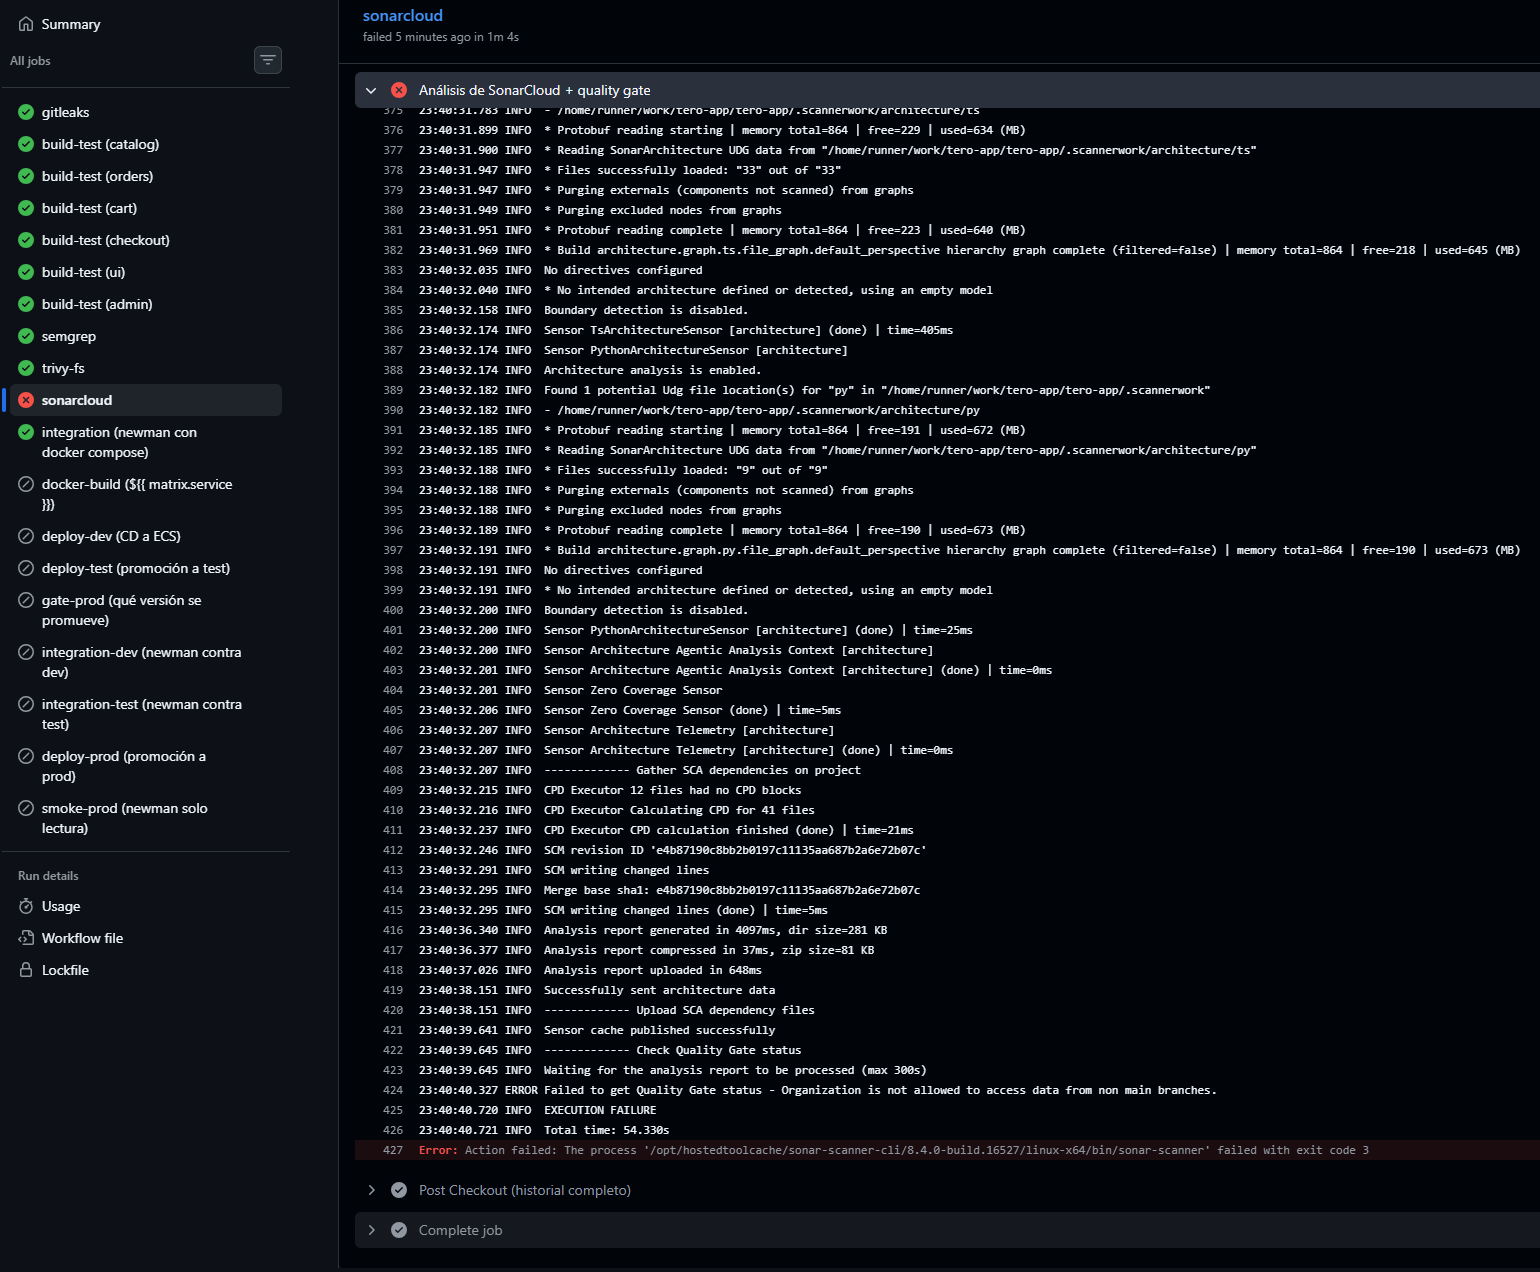 Summary
All jobs
gitleaks
build-test (catalog)
build-test (orders)
build-test (cart)
build-test (checkout)
build-test (ui)
build-test (admin)
semgrep
trivy-fs
sonarcloud
integration (newman con
docker compose)
docker-build (${{ matrix.service
}})
deploy-dev (CD a ECS)
deploy-test (promoción a test)
gate-prod (qué versión se
promueve)
integration-dev (newman contra
dev)
integration-test (newman contra
test)
deploy-prod (promoción a
prod)
smoke-prod (newman solo
lectura)
Run details
Usage
Workflow file
Lockfile
sonarcloud
failed 5 minutes ago in 1m 4s
Análisis de SonarCloud + quality gate
375 23:40:31.783 INFO - /home/runner/work/tero-app/tero-app/.scannerwork/architecture/ts
376 23:40:31.899 INFO * Protobuf reading starting | memory total=864 | free=229 | used=634 (MB)
377 23:40:31.900 INFO * Reading SonarArchitecture UDG data from "/home/runner/work/tero-app/tero-app/.scannerwork/architecture/ts"
378 23:40:31.947 INFO * Files successfully loaded: "33" out of "33"
379 23:40:31.947 INFO * Purging externals (components not scanned) from graphs
380 23:40:31.949 INFO * Purging excluded nodes from graphs
381 23:40:31.951 INFO * Protobuf reading complete | memory total=864 | free=223 | used=640 (MB)
382 23:40:31.969 INFO * Build architecture.graph.ts.file_graph.default_perspective hierarchy graph complete (filtered=false) | memory total=864 | free=218 | used=645 (MB)
383 23:40:32.035 INFO No directives configured
384 23:40:32.040 INFO * No intended architecture defined or detected, using an empty model
385 23:40:32.158 INFO Boundary detection is disabled.
386 23:40:32.174 INFO Sensor TsArchitectureSensor [architecture] (done) | time=405ms
387 23:40:32.174 INFO Sensor PythonArchitectureSensor [architecture]
388 23:40:32.174 INFO Architecture analysis is enabled.
389 23:40:32.182 INFO Found 1 potential Udg file location(s) for "py" in "/home/runner/work/tero-app/tero-app/.scannerwork"
390 23:40:32.182 INFO - /home/runner/work/tero-app/tero-app/.scannerwork/architecture/py
391 23:40:32.185 INFO * Protobuf reading starting | memory total=864 | free=191 | used=672 (MB)
392 23:40:32.185 INFO * Reading SonarArchitecture UDG data from "/home/runner/work/tero-app/tero-app/.scannerwork/architecture/py"
393 23:40:32.188 INFO * Files successfully loaded: "9" out of "9"
394 23:40:32.188 INFO * Purging externals (components not scanned) from graphs
395 23:40:32.188 INFO * Purging excluded nodes from graphs
396 23:40:32.189 INFO * Protobuf reading complete | memory total=864 | free=190 | used=673 (MB)
397 23:40:32.191 INFO * Build architecture.graph.py.file_graph.default_perspective hierarchy graph complete (filtered=false) | memory total=864 | free=190 | used=673 (MB)
398 23:40:32.191 INFO No directives configured
399 23:40:32.191 INFO * No intended architecture defined or detected, using an empty model
400 23:40:32.200 INFO Boundary detection is disabled.
401 23:40:32.200 INFO Sensor PythonArchitectureSensor [architecture] (done) | time=25ms
402 23:40:32.200 INFO Sensor Architecture Agentic Analysis Context [architecture]
403 23:40:32.201 INFO Sensor Architecture Agentic Analysis Context [architecture] (done) | time=0ms
404 23:40:32.201 INFO Sensor Zero Coverage Sensor
405 23:40:32.206 INFO Sensor Zero Coverage Sensor (done) | time=5ms
406 23:40:32.207 INFO Sensor Architecture Telemetry [architecture]
407 23:40:32.207 INFO Sensor Architecture Telemetry [architecture] (done) | time=0ms
408 23:40:32.207 INFO ------------- Gather SCA dependencies on project
409 23:40:32.215 INFO CPD Executor 12 files had no CPD blocks
410 23:40:32.216 INFO CPD Executor Calculating CPD for 41 files
411 23:40:32.237 INFO CPD Executor CPD calculation finished (done) | time=21ms
412 23:40:32.246 INFO SCM revision ID 'e4b87190c8bb2b0197c11135aa687b2a6e72b07c'
413 23:40:32.291 INFO SCM writing changed lines
414 23:40:32.295 INFO Merge base sha1: e4b87190c8bb2b0197c11135aa687b2a6e72b07c
415 23:40:32.295 INFO SCM writing changed lines (done) | time=5ms
416 23:40:36.340 INFO Analysis report generated in 4097ms, dir size=281 KB
417 23:40:36.377 INFO Analysis report compressed in 37ms, zip size=81 KB
418 23:40:37.026 INFO Analysis report uploaded in 648ms
419 23:40:38.151 INFO Successfully sent architecture data
420 23:40:38.151 INFO ------------- Upload SCA dependency files
421 23:40:39.641 INFO Sensor cache published successfully
422 23:40:39.645 INFO ------------- Check Quality Gate status
423 23:40:39.645 INFO Waiting for the analysis report to be processed (max 300s)
424 23:40:40.327 ERROR Failed to get Quality Gate status - Organization is not allowed to access data from non main branches.
425 23:40:40.720 INFO EXECUTION FAILURE
426 23:40:40.721 INFO Total time: 54.330s
427 Error: Action failed: The process '/opt/hostedtoolcache/sonar-scanner-cli/8.4.0-build.16527/linux-x64/bin/sonar-scanner' failed with exit code 3
Post Checkout (historial completo)
Complete job